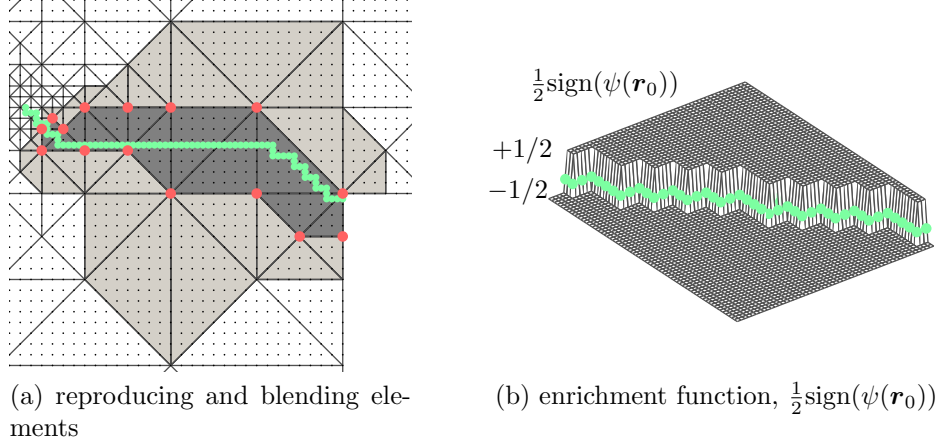 ½sign(ψ(r₀))
+1/2
−1/2
(a) reproducing and blending ele-
ments
(b) enrichment function, ½sign(ψ(r₀))